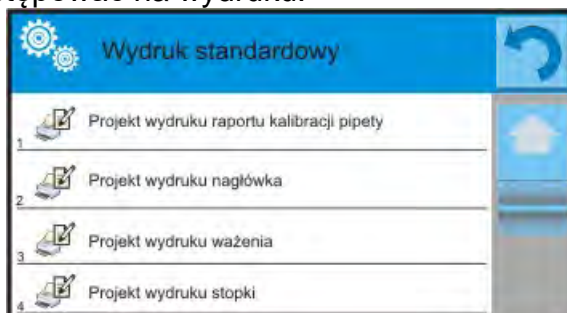 Wydruk standardowy
1 Projekt wydruku raportu kalibracji pipety
2 Projekt wydruku nagłówka
3 Projekt wydruku ważenia
4 Projekt wydruku stopki